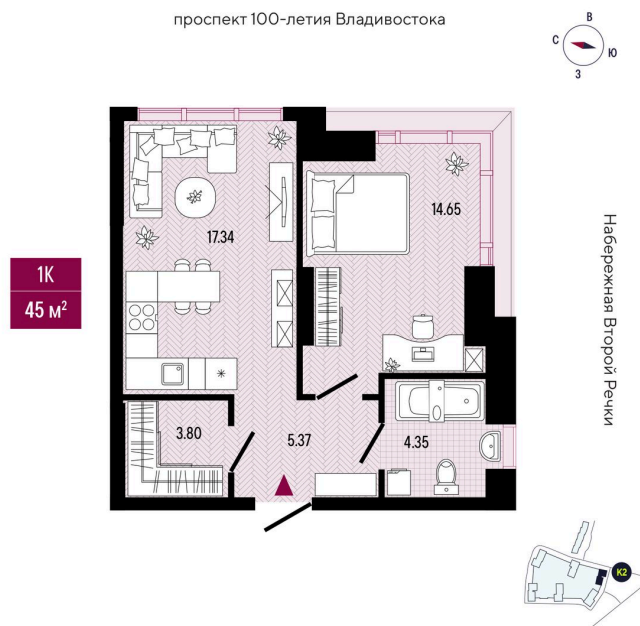 проспект 100-летия Владивостока
В
С
Ю
З
17.34
14.65
1К
45 м²
Набережная Второй Речки
3.80
5.37
4.35
К2